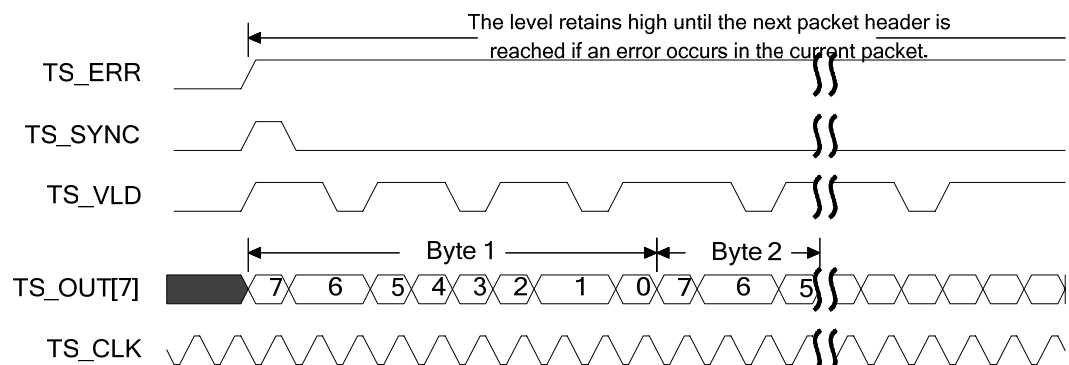 The level retains high until the next packet header is
reached if an error occurs in the current packet.
TS_ERR
TS_SYNC
TS_VLD
Byte 1 Byte 2
TS_OUT[7] 7 6 5 4 3 2 1 0 7 6 5
TS_CLK